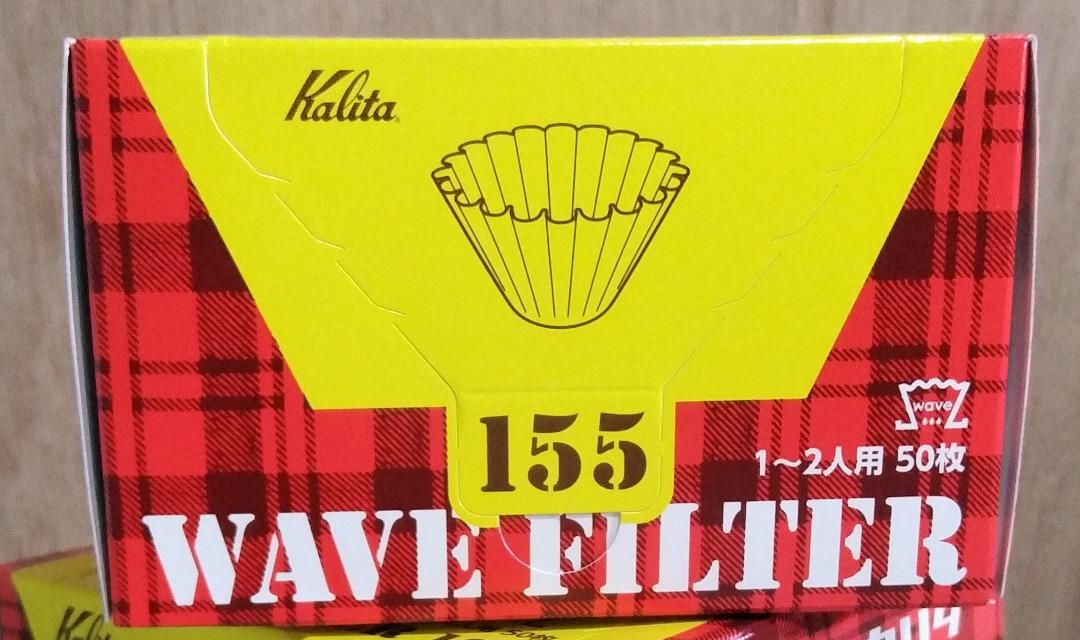 Kalita
155
wave
1〜2人用 50枚
WAVE FILTER